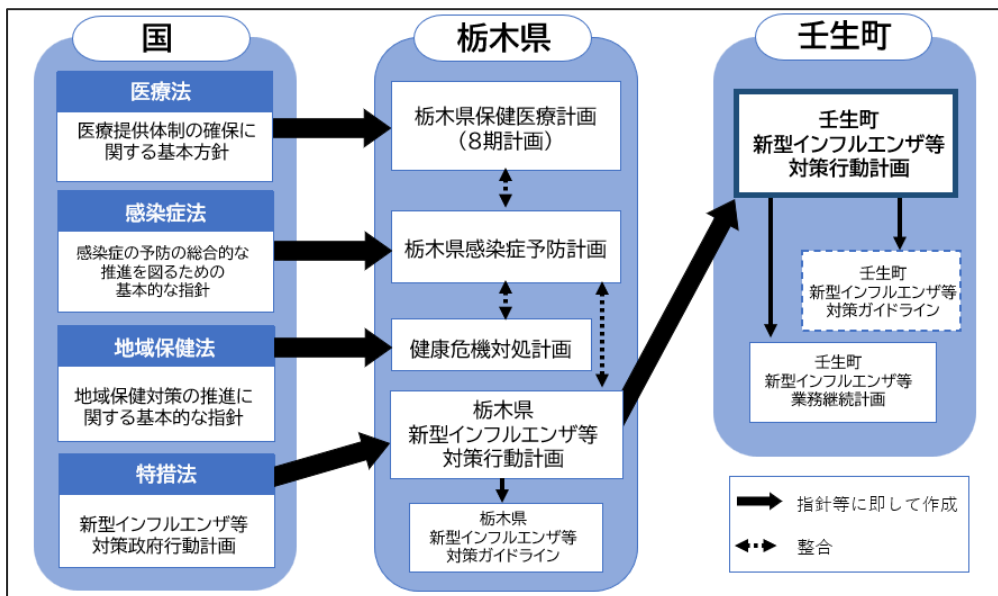 国
医療法
医療提供体制の確保に
関する基本方針
感染症法
感染症の予防の総合的な
推進を図るための
基本的な指針
地域保健法
地域保健対策の推進に
関する基本的な指針
特措法
新型インフルエンザ等
対策政府行動計画
栃木県
栃木県保健医療計画
（8期計画）
栃木県感染症予防計画
健康危機対処計画
栃木県
新型インフルエンザ等
対策行動計画
栃木県
新型インフルエンザ等
対策ガイドライン
壬生町
壬生町
新型インフルエンザ等
対策行動計画
壬生町
新型インフルエンザ等
対策ガイドライン
壬生町
新型インフルエンザ等
業務継続計画
指針等に即して作成
整合